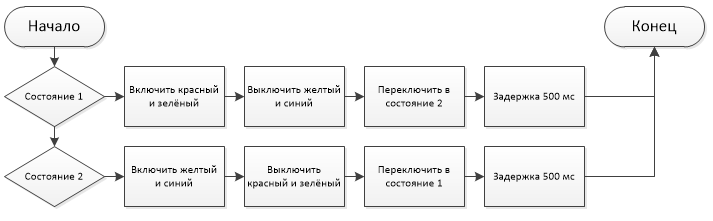 Начало
Конец
Состояние 1
Включить красный
и зелёный
Выключить желтый
и синий
Переключить в
состояние 2
Задержка 500 мс
Состояние 2
Включить желтый
и синий
Выключить
красный и зелёный
Переключить в
состояние 1
Задержка 500 мс